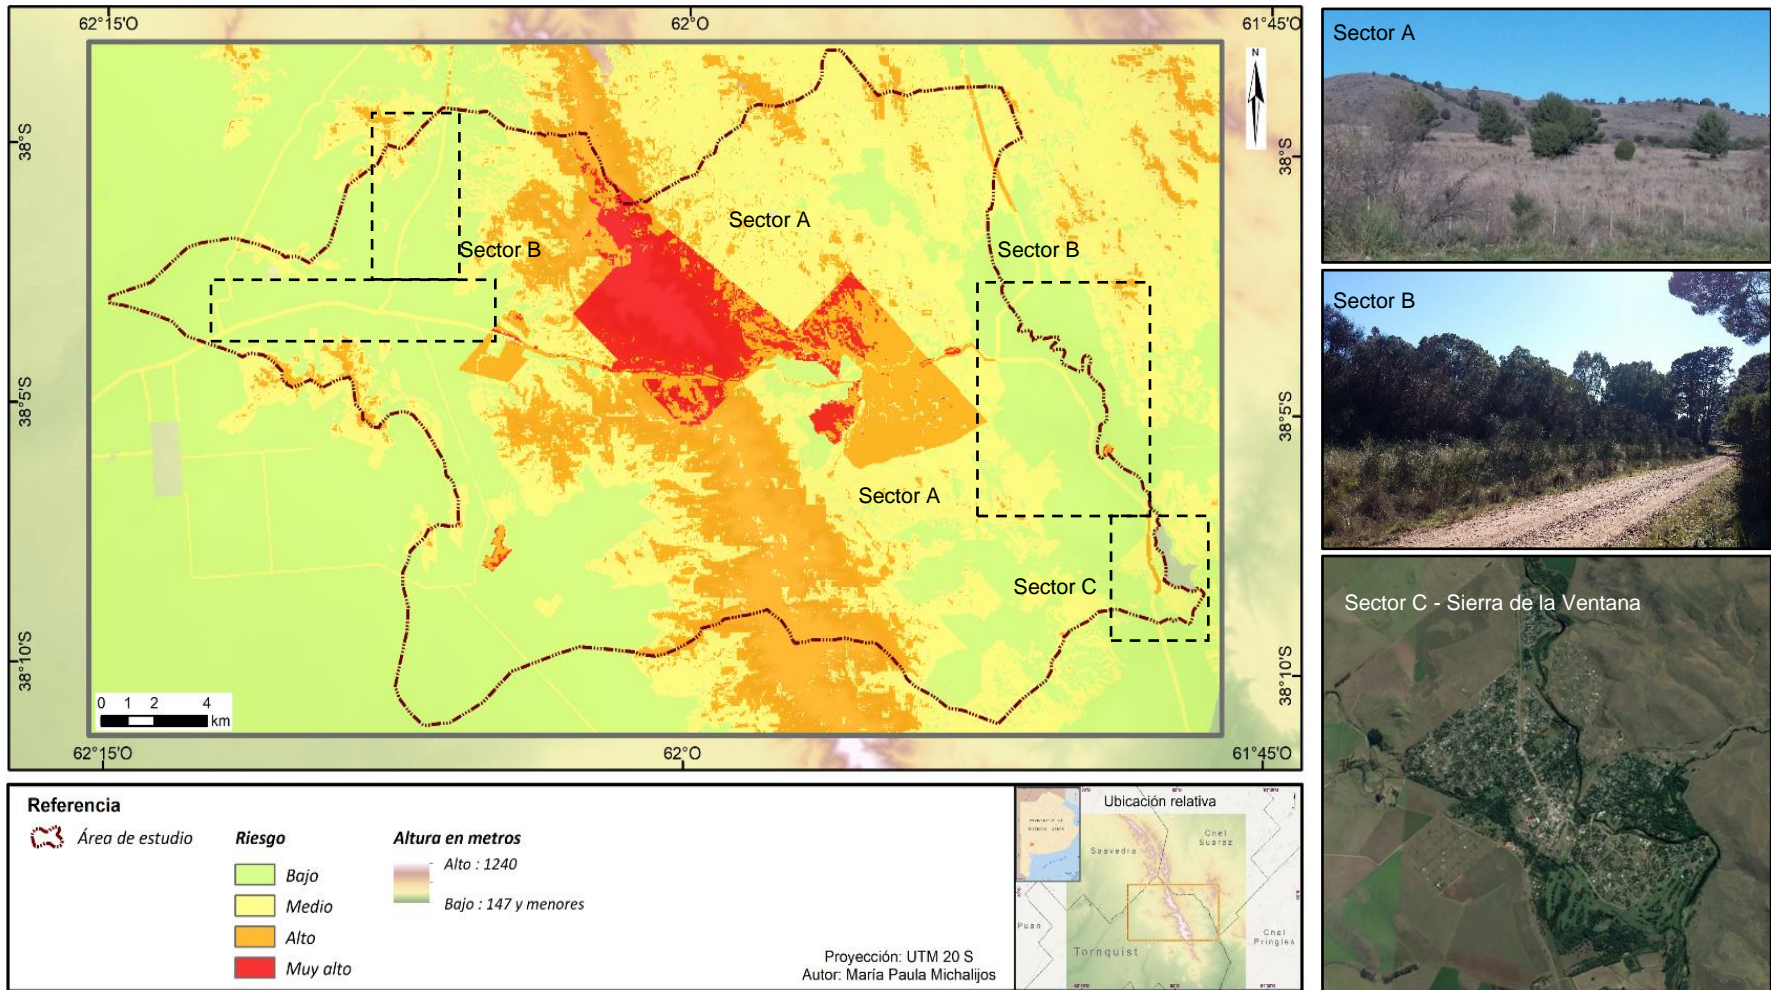 62°15'O
62°O
61°45'O
N
38°S
38°S
Sector A
Sector B
Sector B
38°5'S
38°5'S
Sector A
Sector C
38°10'S
38°10'S
0 1 2 4
km
62°15'O
62°O
61°45'O
Sector A
Sector B
Sector C - Sierra de la Ventana
Referencia
Área de estudio
Riesgo
Bajo
Medio
Alto
Muy alto
Altura en metros
Alto : 1240
Bajo : 147 y menores
Proyección: UTM 20 S
Autor: María Paula Michalijos
Ubicación relativa
Saavedra
Cnel
Suarez
Puan
Tornquist
Cnel
Pringles